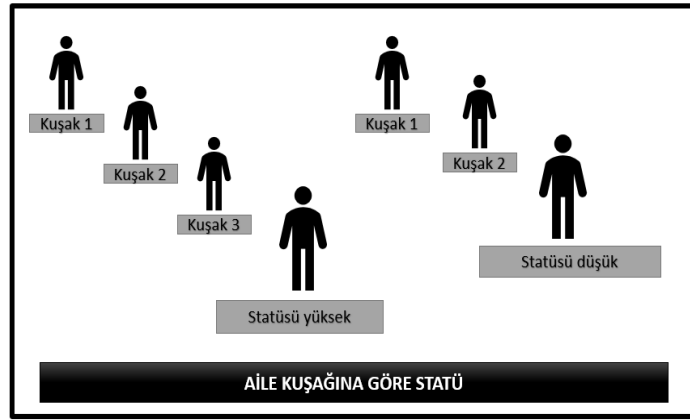 Kuşak 1
Kuşak 2
Kuşak 3
Statüsü yüksek
Kuşak 1
Kuşak 2
Statüsü düşük
AİLE KUŞAĞINA GÖRE STATÜ